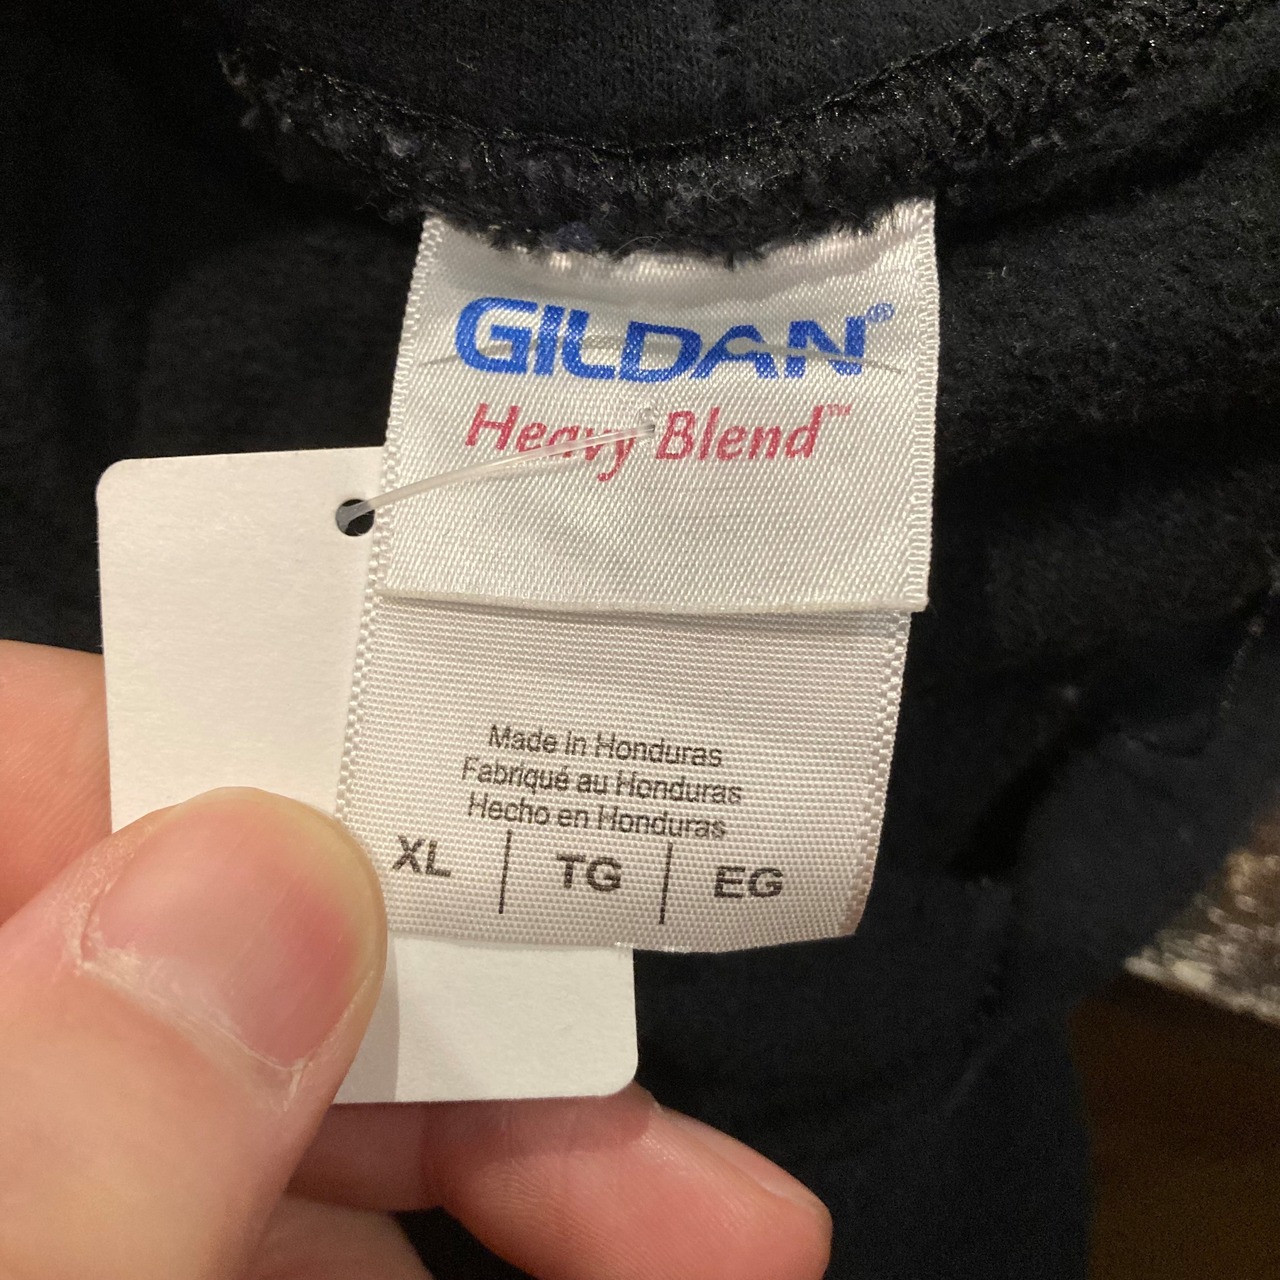 GILDAN®
Heavy Blend™
Made in Honduras
Fabriqué au Honduras
Hecho en Honduras
XL | TG | EG